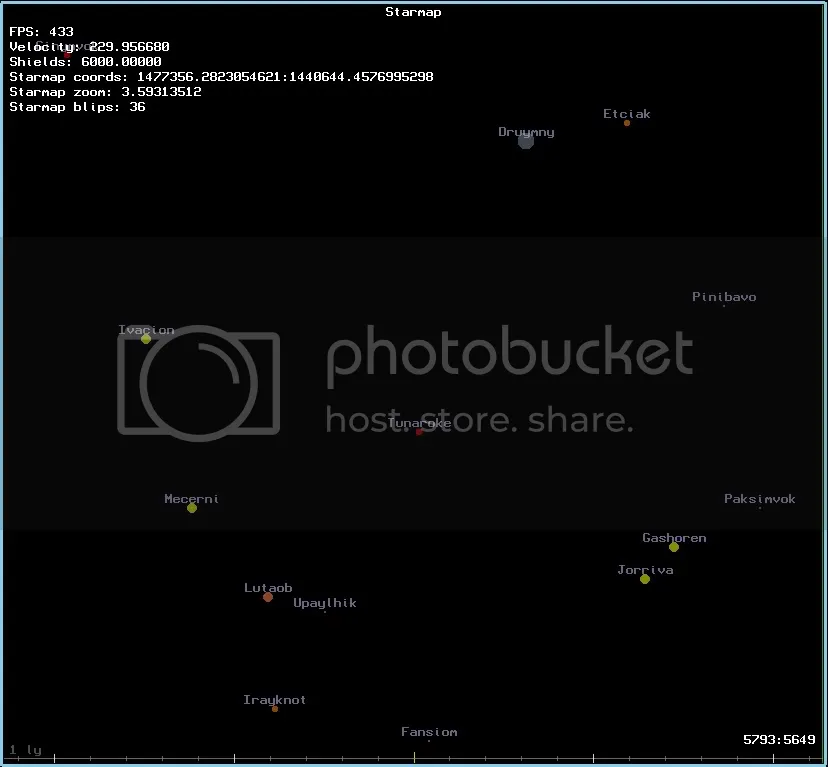 Starmap
FPS: 433
Velocity: 229.956680
Shields: 6000.00000
Starmap coords: 1477356.2823054621:1440644.4576995298
Starmap zoom: 3.59313512
Starmap blips: 36
Etciak
Druymny
Pinibavo
Ivacion
photobucket
host. store. share.
Tunaroke
Mecerni
Paksimvok
Gashoren
Jorriva
Lutaob
Upaylhik
Irayknot
Fansiom
5793:5649
1 ly